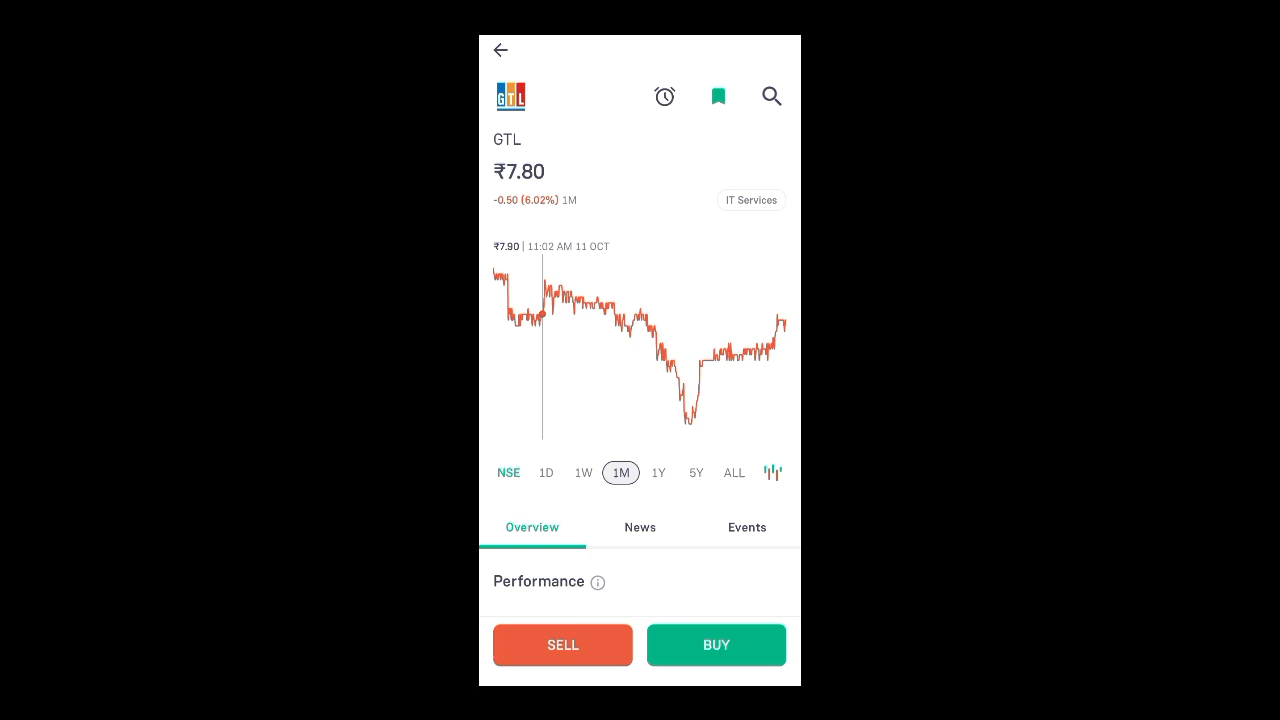 GTL
GTL
₹7.80
-0.50 (6.02%) 1M
IT Services
₹7.90 | 11:02 AM 11 OCT
NSE 1D 1W 1M 1Y 5Y ALL
Overview News Events
Performance
SELL BUY